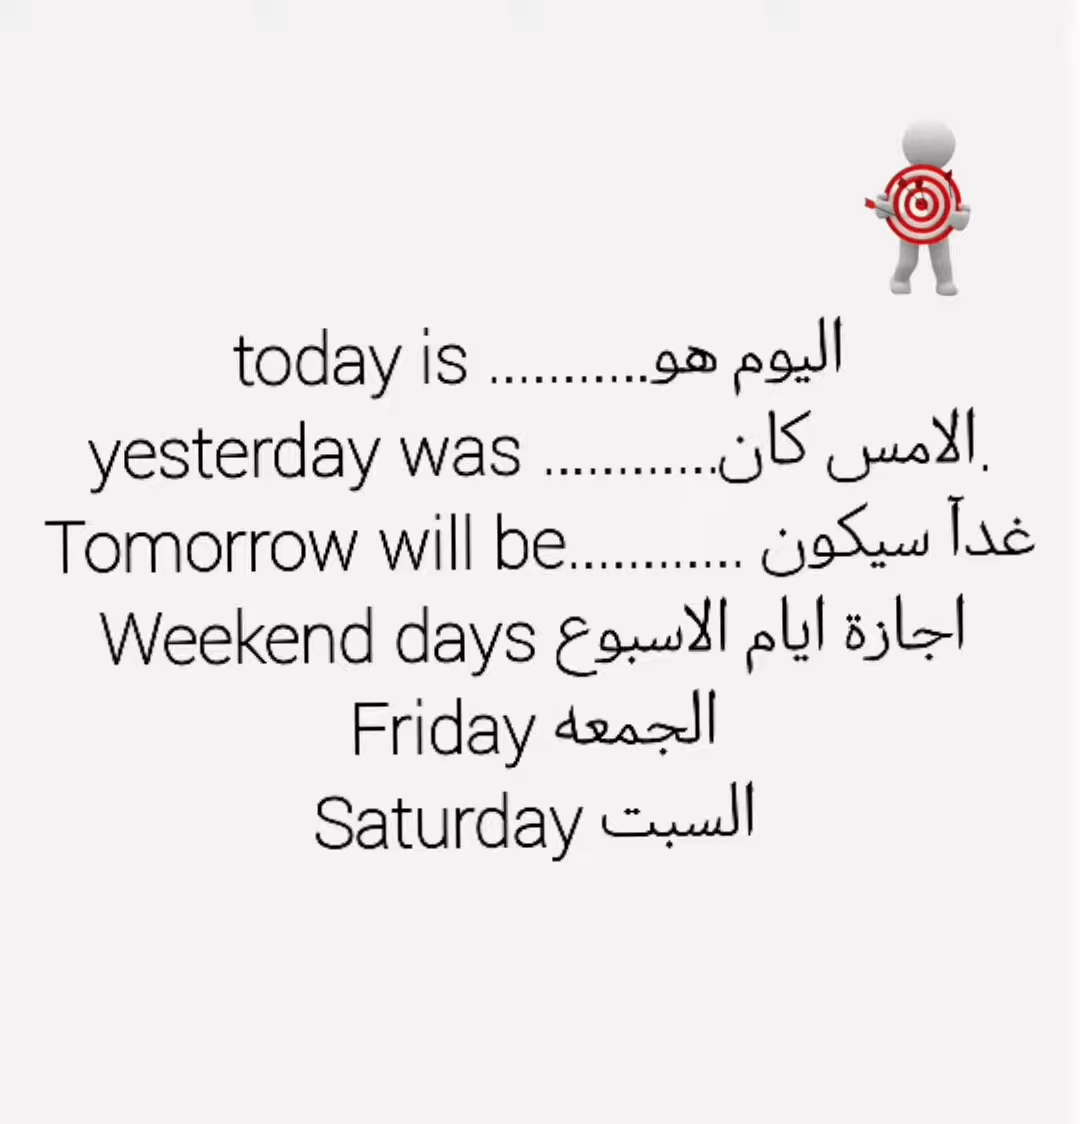 today is ...........اليوم هو
yesterday was ............الامس كان.
Tomorrow will be............ غدآ سيكون
Weekend days اجازة ايام الاسبوع
Friday الجمعه
Saturday السبت